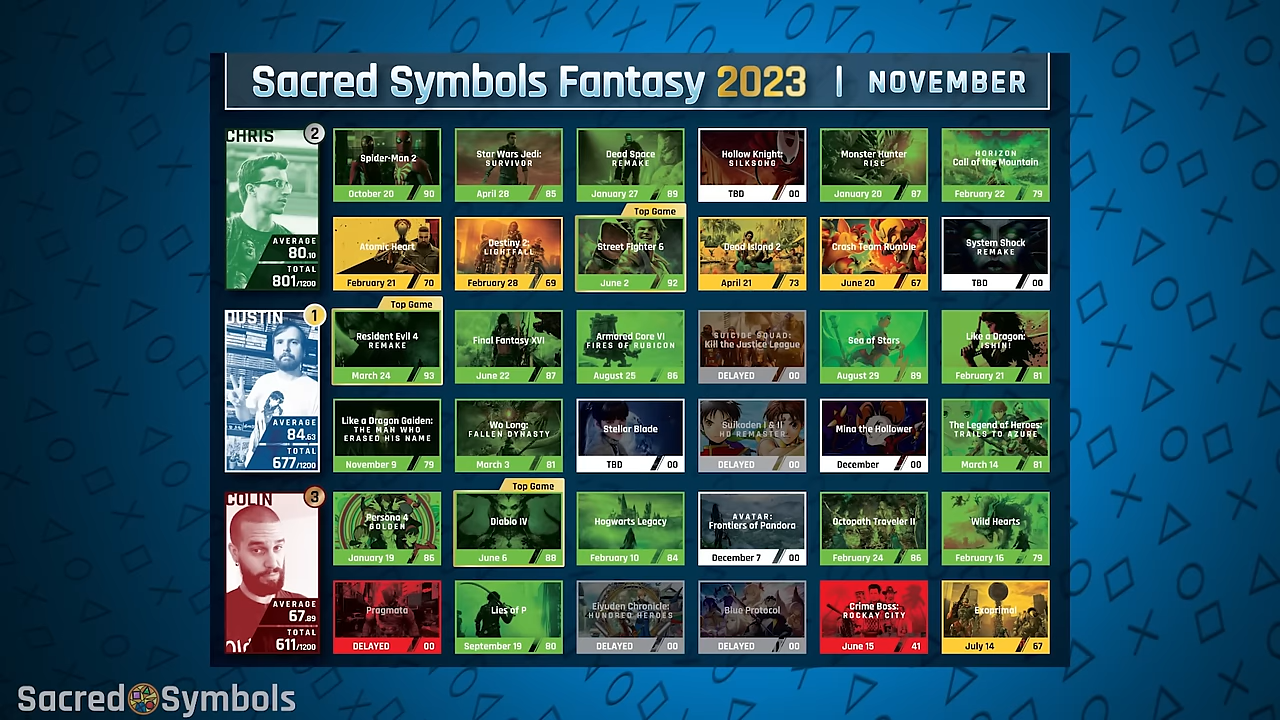 Sacred Symbols Fantasy 2023 | NOVEMBER
CHRIS
2
AVERAGE
80.10
TOTAL
801/1200
Spider-Man 2
October 20 90
Star Wars Jedi:
SURVIVOR
April 28 85
Dead Space
REMAKE
January 27 89
Hollow Knight:
SILKSONG
TBD 00
Monster Hunter
RISE
January 20 87
HORIZON
Call of the Mountain
February 22 79
Atomic Heart
February 21 70
Destiny 2:
LIGHTFALL
February 28 69
Top Game
Street Fighter 6
June 2 92
Dead Island 2
April 21 73
Crash Team Rumble
June 20 67
System Shock
REMAKE
TBD 00
DUSTIN
1
AVERAGE
84.63
TOTAL
677/1200
Top Game
Resident Evil 4
REMAKE
March 24 93
Final Fantasy XVI
June 22 87
Armored Core VI
FIRES OF RUBICON
August 25 86
SUICIDE SQUAD:
Kill the Justice League
DELAYED 00
Sea of Stars
August 29 89
Like a Dragon:
ISHIN!
February 21 81
Like a Dragon Gaiden:
THE MAN WHO
ERASED HIS NAME
November 9 79
Wo Long:
FALLEN DYNASTY
March 3 81
Stellar Blade
TBD 00
Suikoden I & II
HD REMASTER
DELAYED 00
Mina the Hollower
December 00
The Legend of Heroes:
TRAILS TO AZURE
March 14 81
COLIN
3
AVERAGE
67.89
TOTAL
611/1200
Persona 4
GOLDEN
January 19 86
Top Game
Diablo IV
June 6 88
Hogwarts Legacy
February 10 84
AVATAR:
Frontiers of Pandora
December 7 00
Octopath Traveler II
February 24 86
Wild Hearts
February 16 79
Pragmata
DELAYED 00
Lies of P
September 19 80
Eiyuden Chronicle:
HUNDRED HEROES
DELAYED 00
Blue Protocol
DELAYED 00
Crime Boss:
ROCKAY CITY
June 15 41
Exoprimal
July 14 67
Sacred Symbols